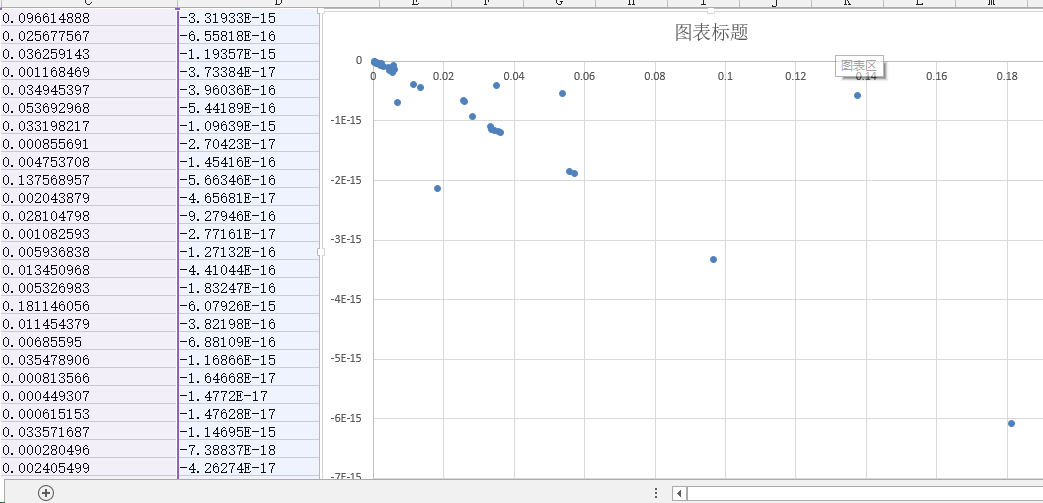 C D E F G H I J K L M
0.096614888 -3.31933E-15
0.025677567 -6.55818E-16
0.036259143 -1.19357E-15
0.001168469 -3.73384E-17
0.034945397 -3.96036E-16
0.053692968 -5.44189E-16
0.033198217 -1.09639E-15
0.000855691 -2.70423E-17
0.004753708 -1.45416E-16
0.137568957 -5.66346E-16
0.002043879 -4.65681E-17
0.028104798 -9.27946E-16
0.001082593 -2.77161E-17
0.005936838 -1.27132E-16
0.013450968 -4.41044E-16
0.005326983 -1.83247E-16
0.181146056 -6.07926E-15
0.011454379 -3.82198E-16
0.00685595 -6.88109E-16
0.035478906 -1.16866E-15
0.000813566 -1.64668E-17
0.000449307 -1.4772E-17
0.000615153 -1.47628E-17
0.033571687 -1.14695E-15
0.000280496 -7.38837E-18
0.002405499 -4.26274E-17
图表标题
图表区
0
0 0.02 0.04 0.06 0.08 0.1 0.12 0.14 0.16 0.18
-1E-15
-2E-15
-3E-15
-4E-15
-5E-15
-6E-15
-7E-15